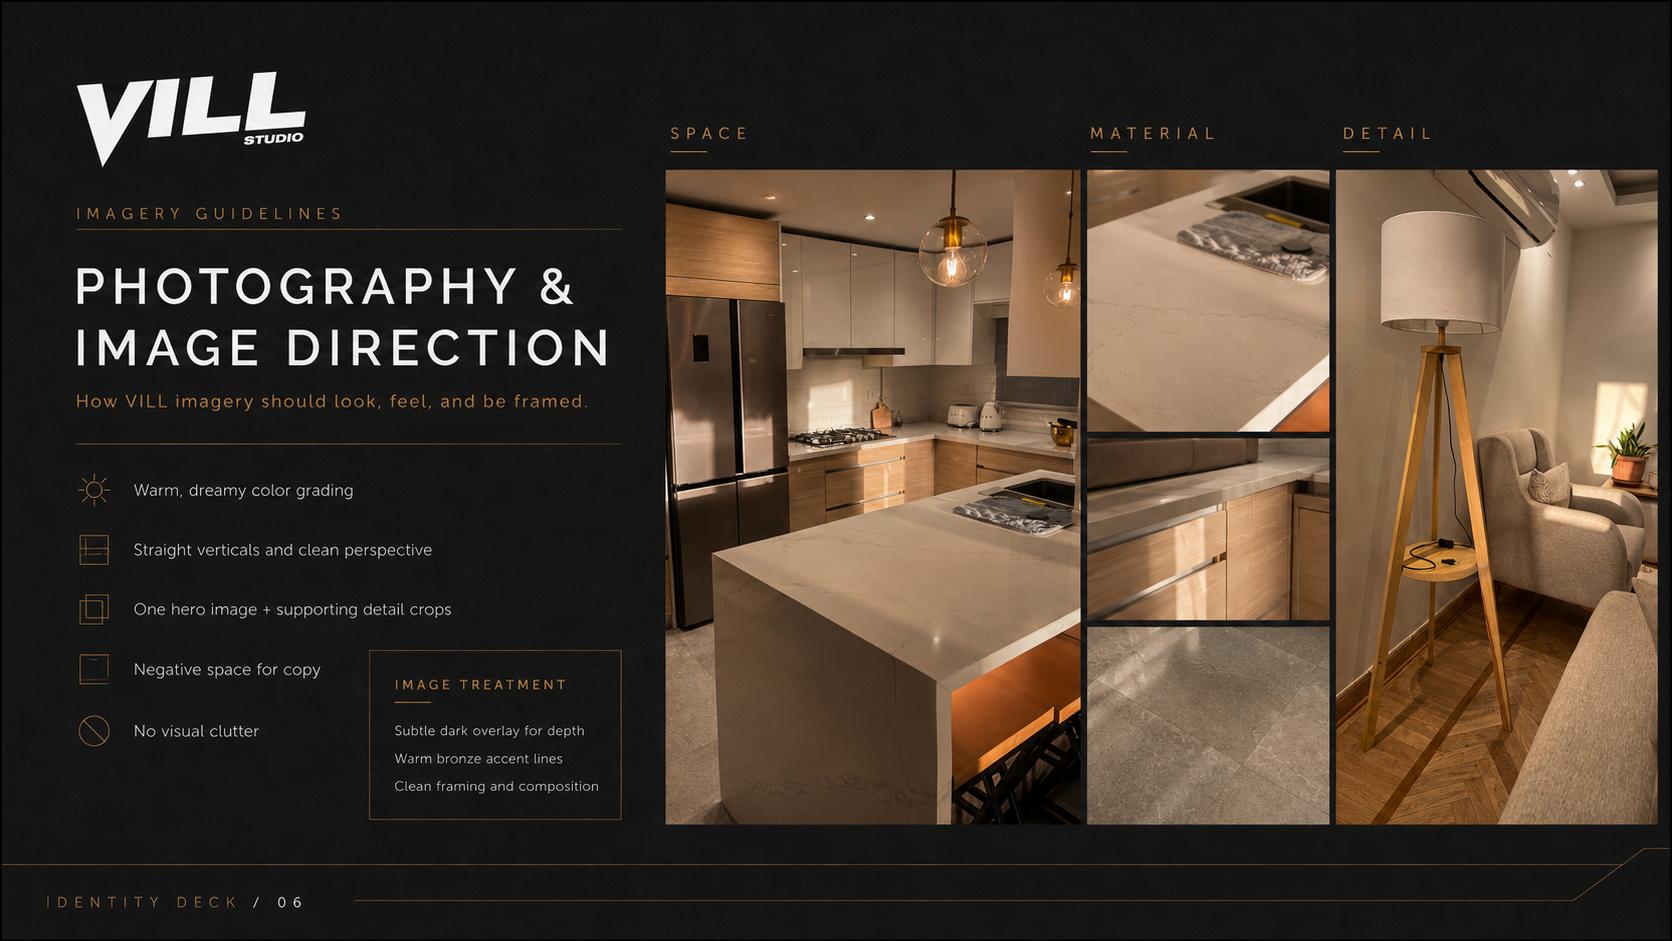 VILL
STUDIO
IMAGERY GUIDELINES
PHOTOGRAPHY &
IMAGE DIRECTION
How VILL imagery should look, feel, and be framed.
Warm, dreamy color grading
Straight verticals and clean perspective
One hero image + supporting detail crops
Negative space for copy
No visual clutter
IMAGE TREATMENT
Subtle dark overlay for depth
Warm bronze accent lines
Clean framing and composition
SPACE
MATERIAL
DETAIL
IDENTITY DECK / 06